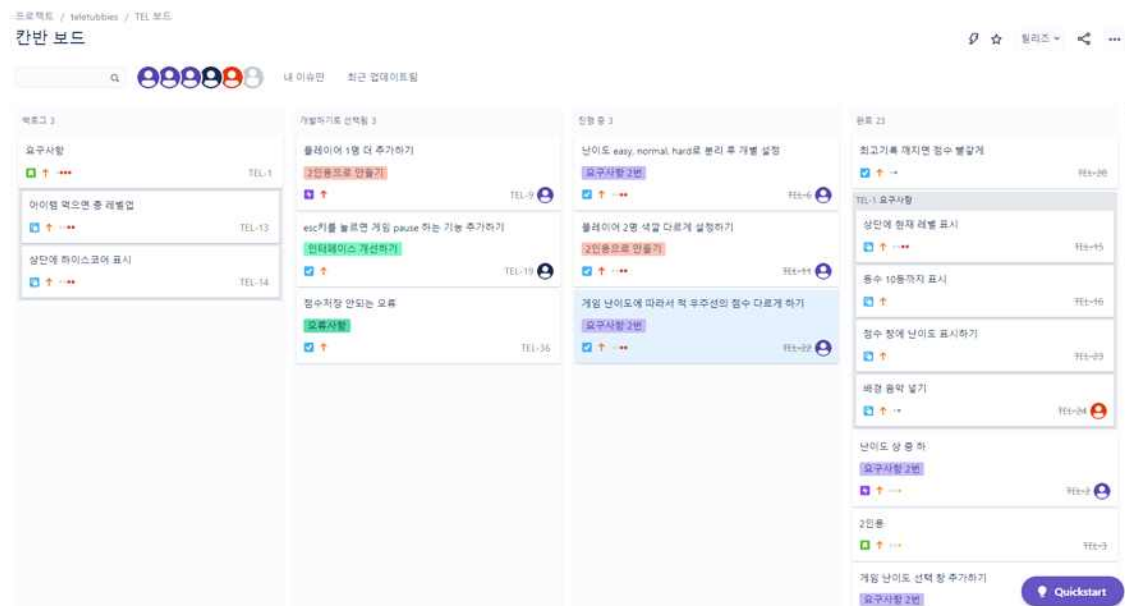 프로젝트 / teletubbies / TEL 보드
칸반 보드
릴리즈
내 이슈만
최근 업데이트됨
백로그 3
요구사항
TEL-1
아이템 먹으면 총 레벨업
TEL-13
상단에 하이스코어 표시
TEL-14
개발하기로 선택됨 3
플레이어 1명 더 추가하기
2인용으로 만들기
TEL-9
esc키를 눌르면 게임 pause 하는 기능 추가하기
인터페이스 개선하기
TEL-19
점수저장 안되는 오류
오류사항
TEL-36
진행 중 3
난이도 easy, normal, hard로 분리 후 개별 설정
요구사항 2번
TEL-6
플레이어 2명 색깔 다르게 설정하기
2인용으로 만들기
TEL-11
게임 난이도에 따라서 적 우주선의 점수 다르게 하기
요구사항 2번
TEL-22
완료 23
최고기록 깨지면 점수 빨갛게
TEL-20
TEL-1 요구사항
상단에 현재 레벨 표시
TEL-15
등수 10등까지 표시
TEL-16
점수 창에 난이도 표시하기
TEL-23
배경 음악 넣기
TEL-24
난이도 상 중 하
요구사항 2번
TEL-2
2인용
TEL-3
게임 난이도 선택 창 추가하기
요구사항 2번
Quickstart